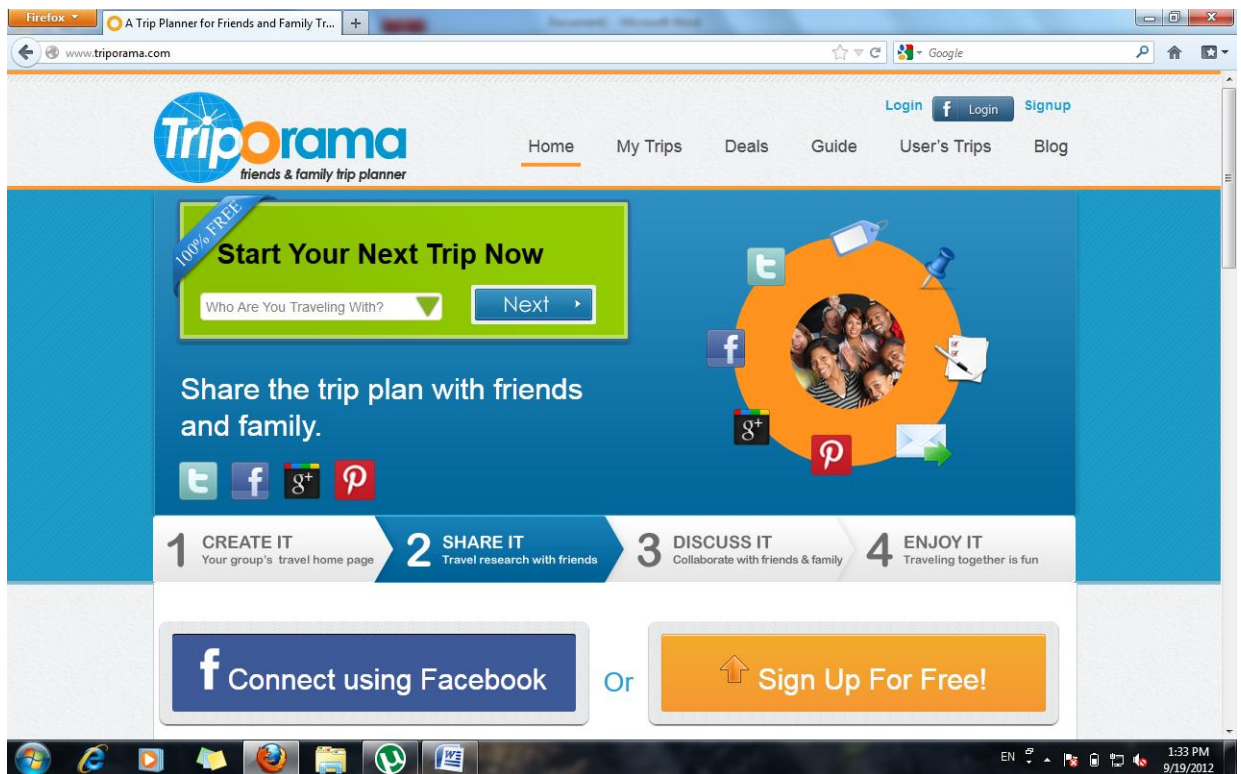 Firefox
A Trip Planner for Friends and Family Tr...
www.triporama.com
Google
Login
f Login
Signup
Triporama
friends & family trip planner
Home
My Trips
Deals
Guide
User's Trips
Blog
100% FREE
Start Your Next Trip Now
Who Are You Traveling With?
Next
Share the trip plan with friends
and family.
1 CREATE IT
Your group's travel home page
2 SHARE IT
Travel research with friends
3 DISCUSS IT
Collaborate with friends & family
4 ENJOY IT
Traveling together is fun
f Connect using Facebook
Or
Sign Up For Free!
EN
1:33 PM
9/19/2012